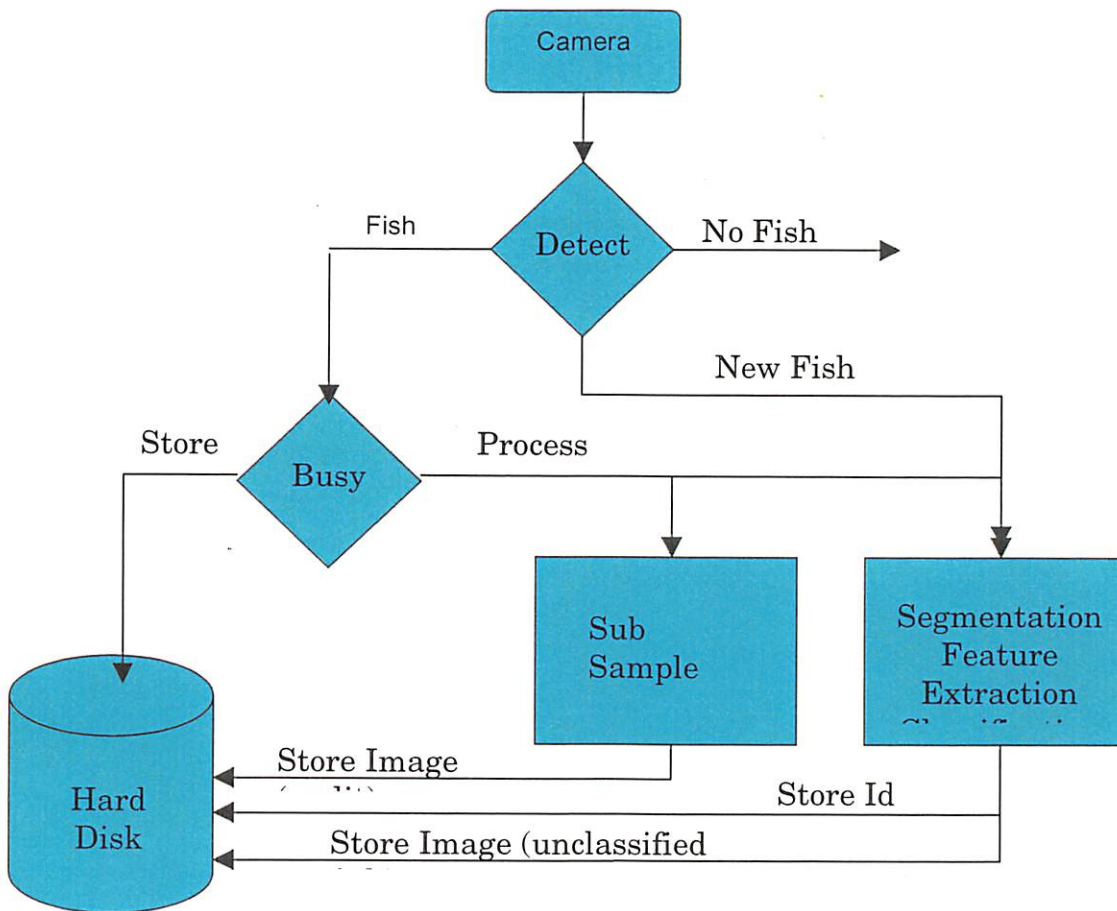 Camera
Fish
Detect
No Fish
New Fish
Store
Busy
Process
Sub
Sample
Segmentation
Feature
Extraction
Store Image
Hard
Disk
Store Id
Store Image (unclassified